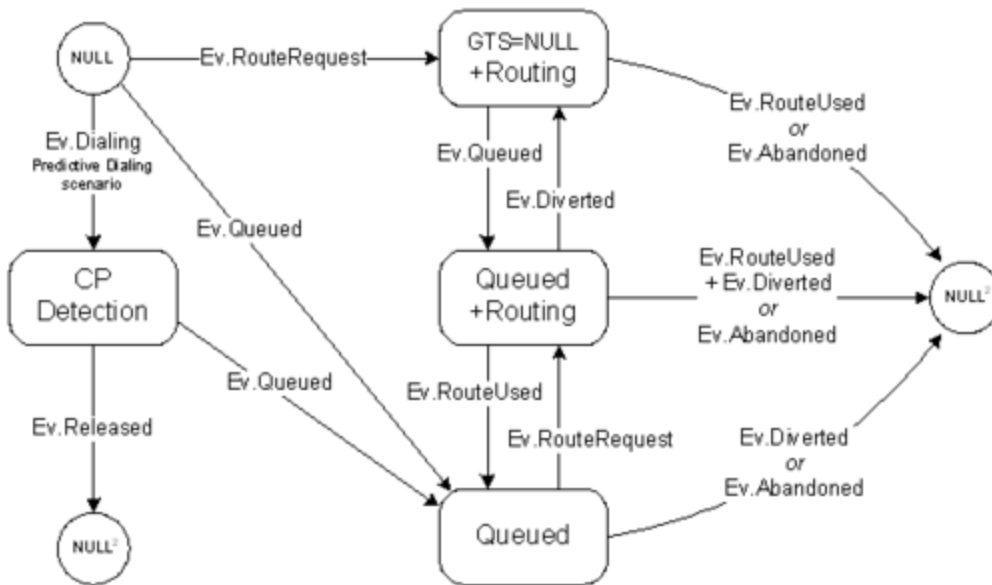 NULL
Ev.RouteRequest
GTS=NULL
+Routing
Ev.RouteUsed
or
Ev.Abandoned
Ev.Dialing
Predictive Dialing
scenario
Ev.Queued
Ev.Diverted
Ev.Queued
CP
Detection
Queued
+Routing
Ev.RouteUsed
+ Ev.Diverted
or
Ev.Abandoned
NULL²
Ev.Queued
Ev.RouteUsed
Ev.Released
Ev.RouteRequest
Ev.Diverted
or
Ev.Abandoned
NULL²
Queued